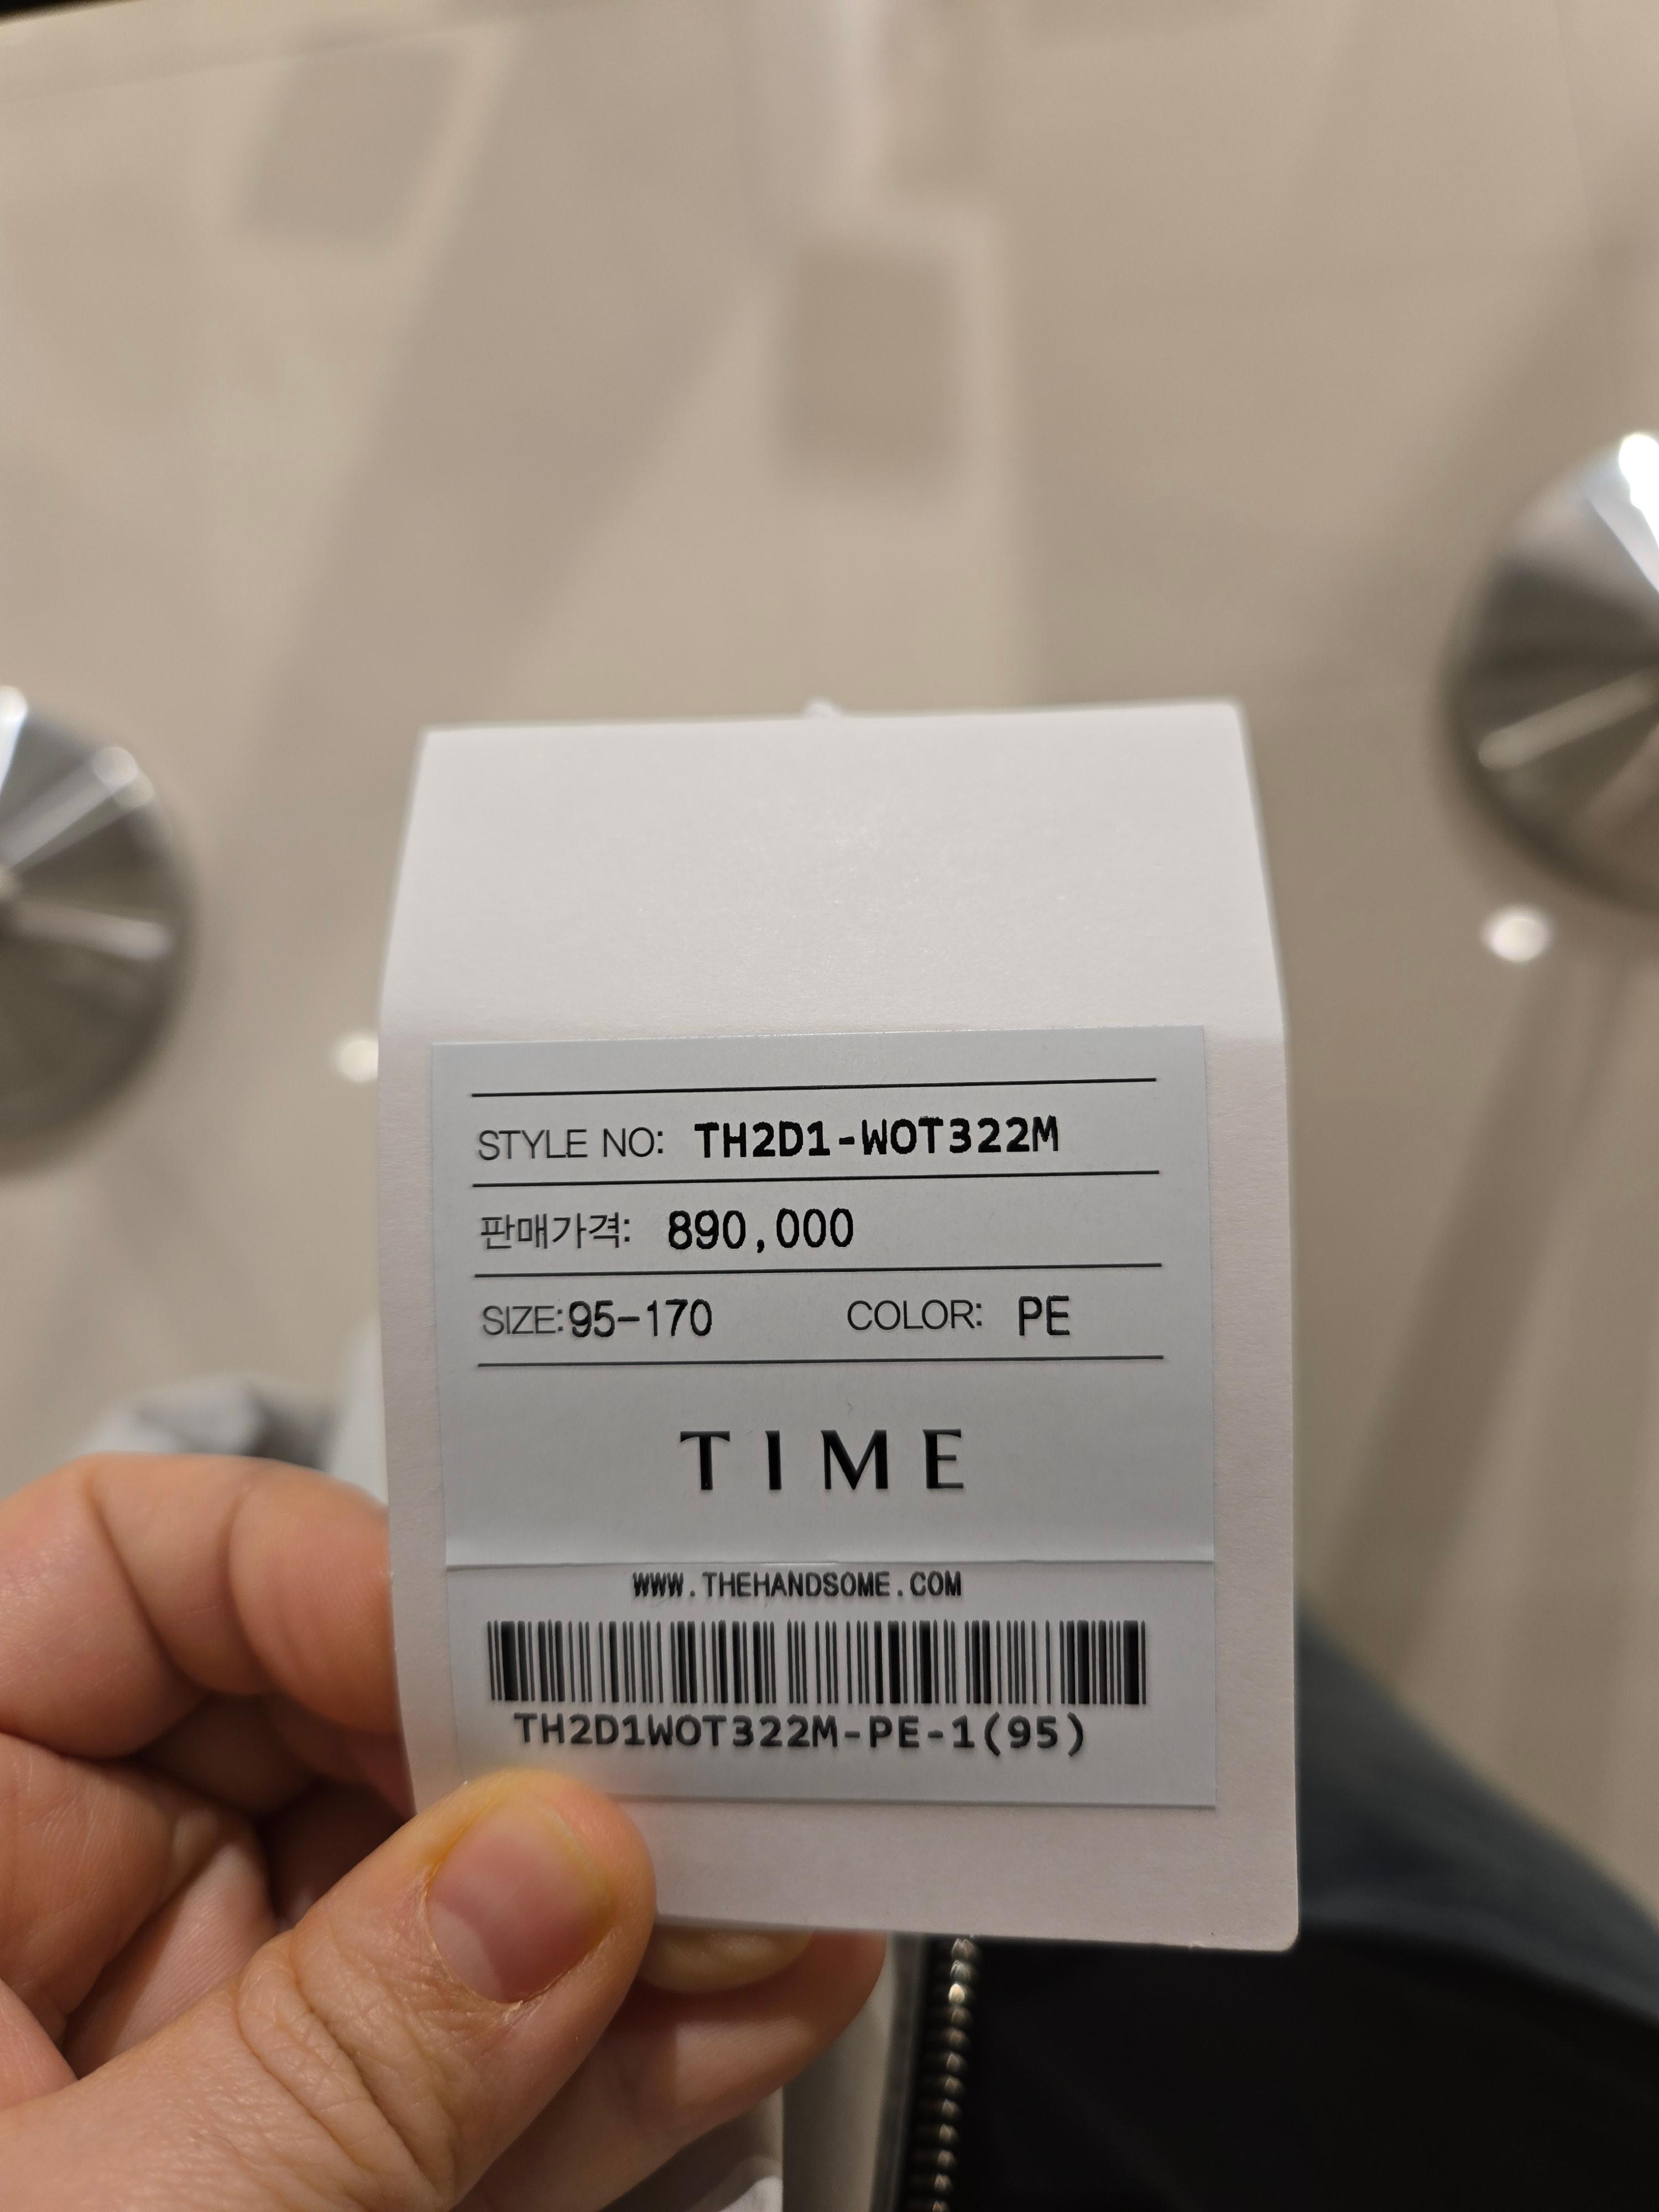 STYLE NO: TH2D1-WOT322M
판매가격: 890,000
SIZE:95-170 COLOR: PE
TIME
WWW.THEHANDSOME.COM
TH2D1WOT322M-PE-1(95)